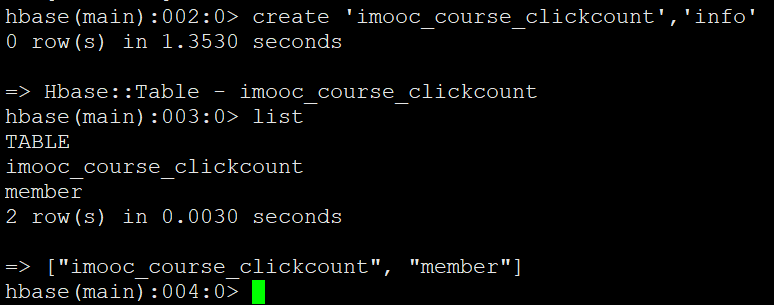 hbase(main):002:0> create 'imooc_course_clickcount','info'
0 row(s) in 1.3530 seconds
=> Hbase::Table - imooc_course_clickcount
hbase(main):003:0> list
TABLE
imooc_course_clickcount
member
2 row(s) in 0.0030 seconds
=> ["imooc_course_clickcount", "member"]
hbase(main):004:0>